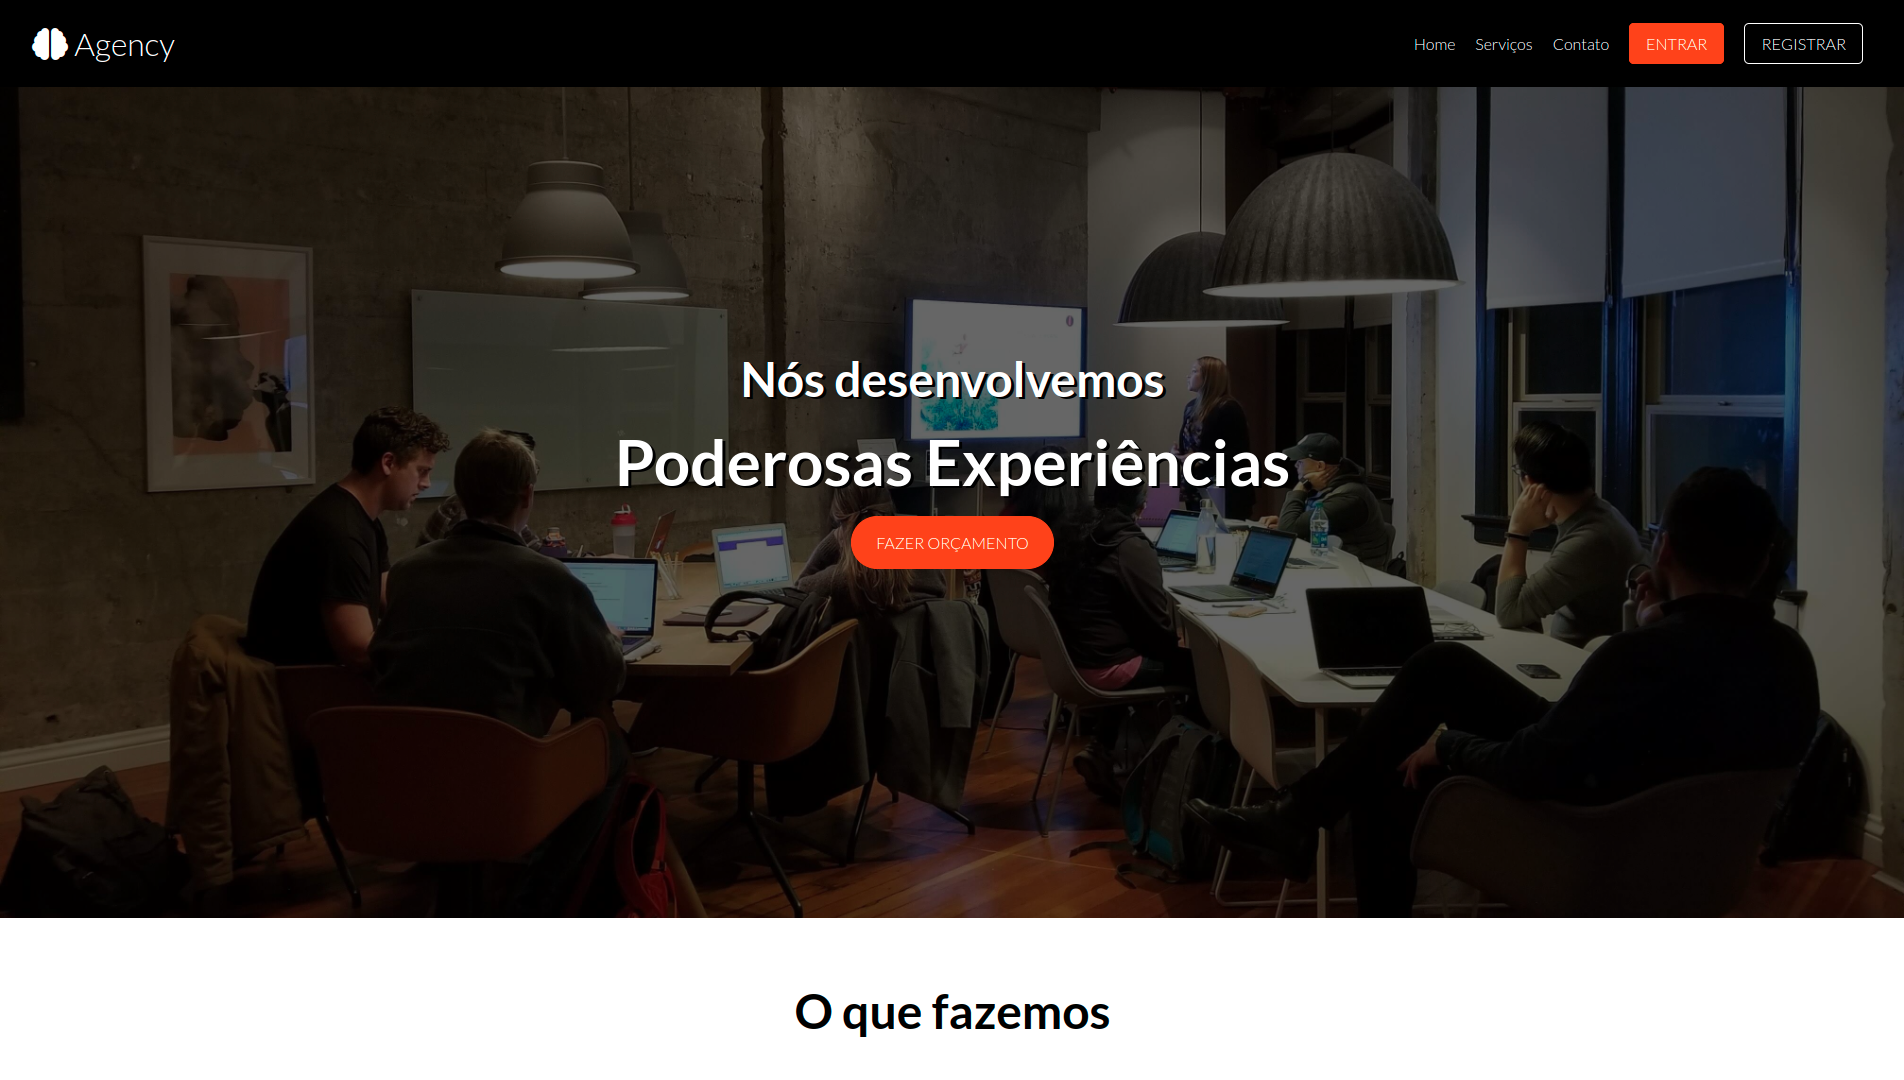 Agency
Home
Serviços
Contato
ENTRAR
REGISTRAR
Nós desenvolvemos
Poderosas Experiências
FAZER ORÇAMENTO
O que fazemos